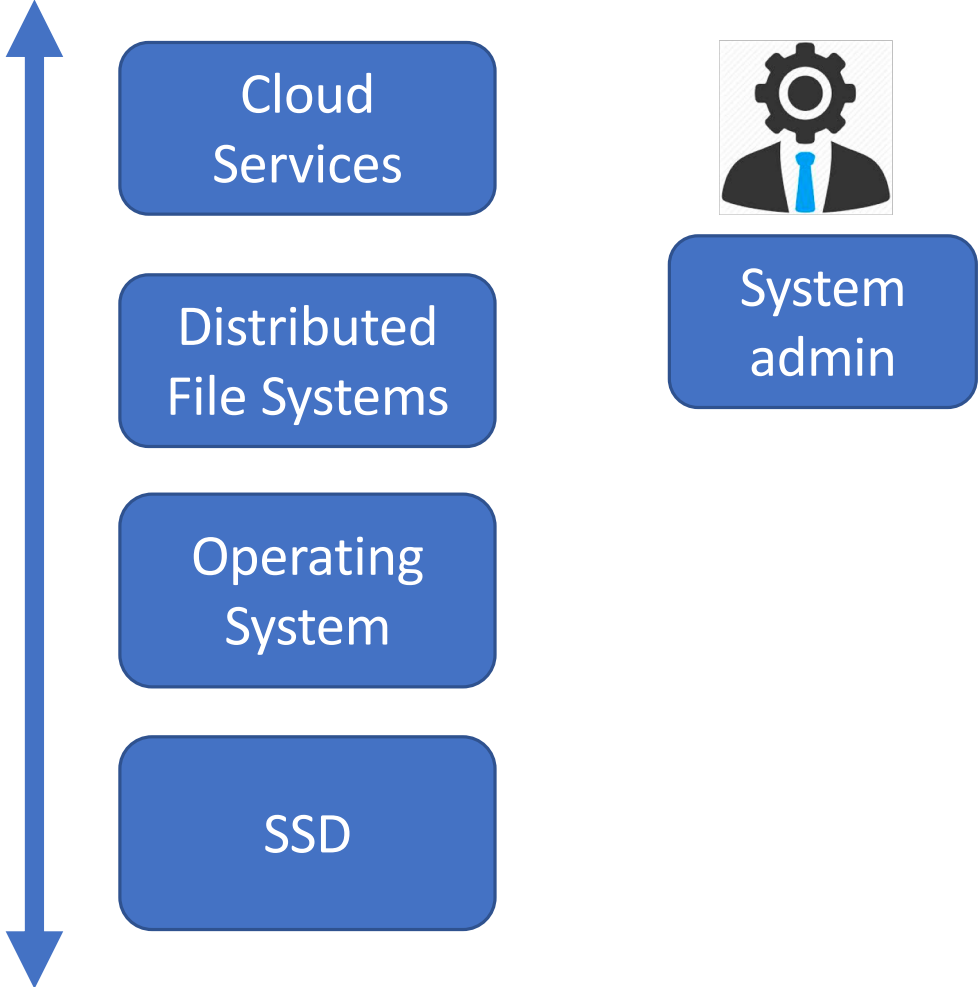 Cloud
Services
Distributed
File Systems
Operating
System
SSD
System
admin